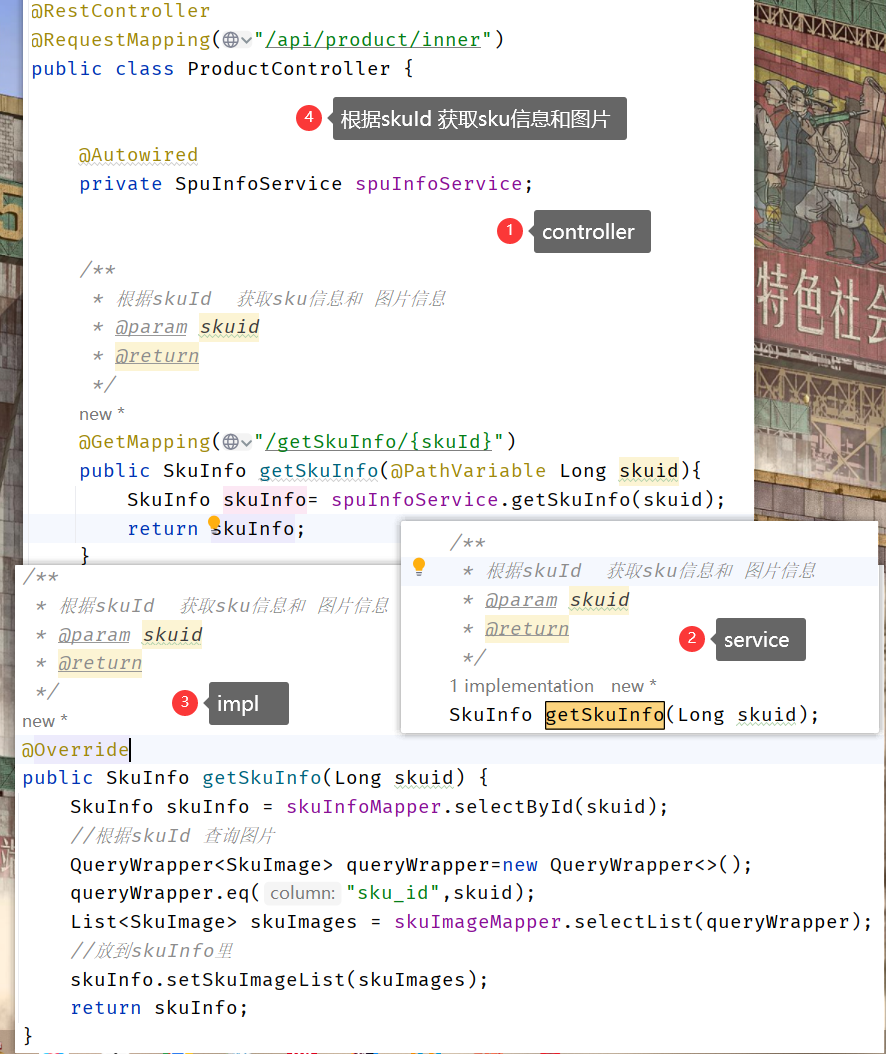 @RestController
@RequestMapping("/api/product/inner")
public class ProductController {
4 根据skuId 获取sku信息和图片
@Autowired
private SpuInfoService spuInfoService;
1 controller
/**
* 根据skuId 获取sku信息和 图片信息
* @param skuid
* @return
*/
new *
@GetMapping("/getSkuInfo/{skuId}")
public SkuInfo getSkuInfo(@PathVariable Long skuid){
SkuInfo skuInfo= spuInfoService.getSkuInfo(skuid);
return skuInfo;
}
/**
* 根据skuId 获取sku信息和 图片信息
* @param skuid
* @return
*/
2 service
1 implementation new *
SkuInfo getSkuInfo(Long skuid);
/**
* 根据skuId 获取sku信息和 图片信息
* @param skuid
* @return
*/
3 impl
new *
@Override
public SkuInfo getSkuInfo(Long skuid) {
SkuInfo skuInfo = skuInfoMapper.selectById(skuid);
//根据skuId 查询图片
QueryWrapper<SkuImage> queryWrapper=new QueryWrapper<>();
queryWrapper.eq( column: "sku_id",skuid);
List<SkuImage> skuImages = skuImageMapper.selectList(queryWrapper);
//放到skuInfo里
skuInfo.setSkuImageList(skuImages);
return skuInfo;
}
特色社会